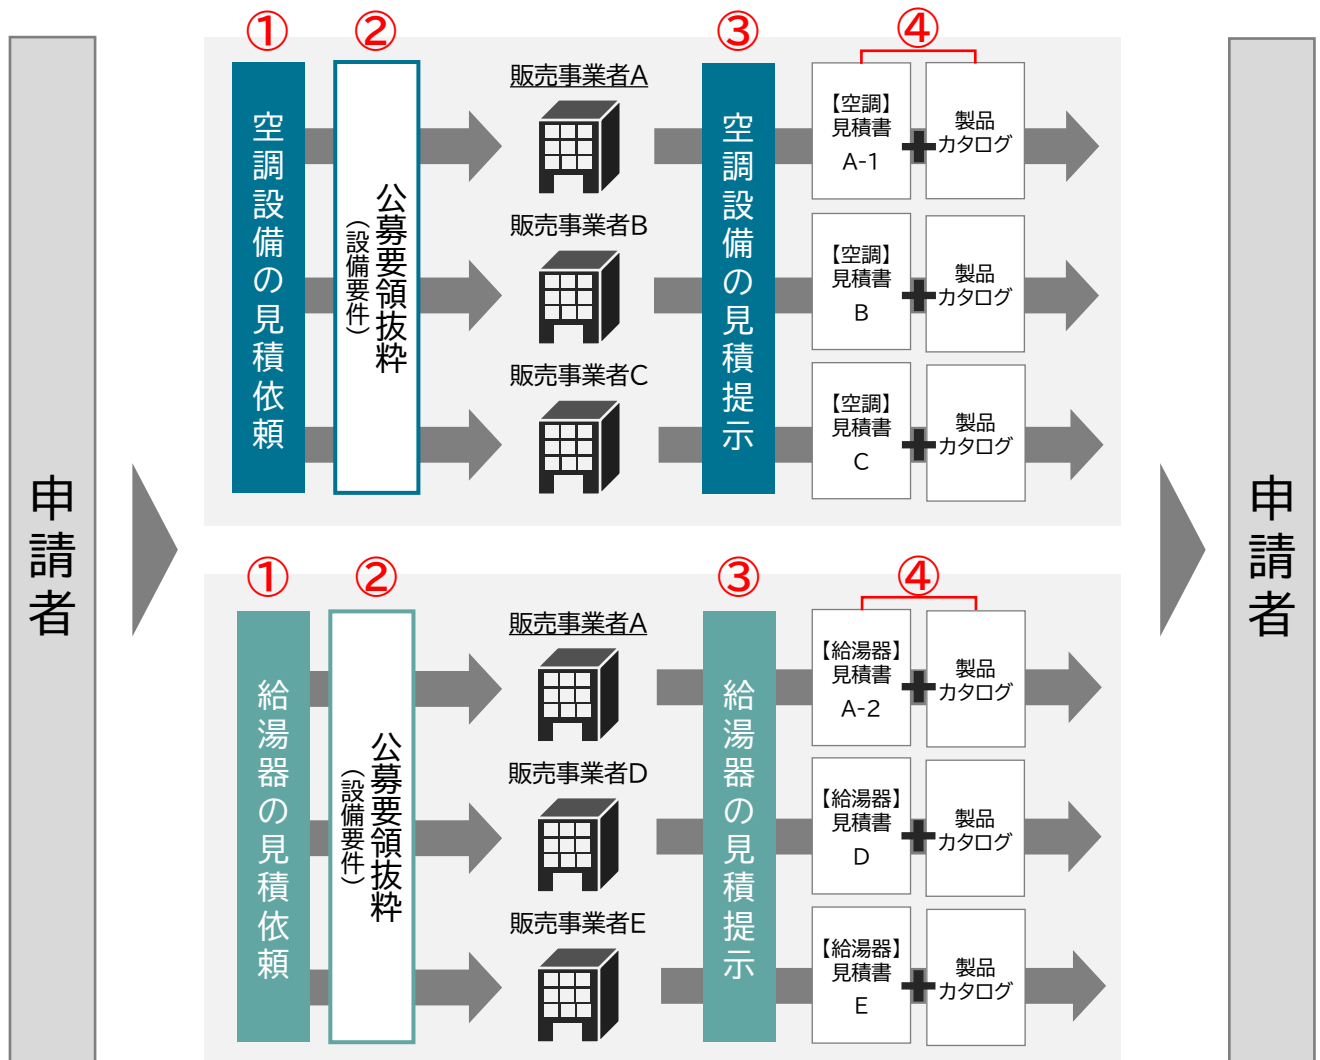 申請者
①
②
③
④
空調設備の見積依頼
公募要領抜粋
（設備要件）
販売事業者A
販売事業者B
販売事業者C
空調設備の見積提示
【空調】
見積書
A-1
製品
カタログ
【空調】
見積書
B
製品
カタログ
【空調】
見積書
C
製品
カタログ
①
②
③
④
給湯器の見積依頼
公募要領抜粋
（設備要件）
販売事業者A
販売事業者D
販売事業者E
給湯器の見積提示
【給湯器】
見積書
A-2
製品
カタログ
【給湯器】
見積書
D
製品
カタログ
【給湯器】
見積書
E
製品
カタログ
申請者